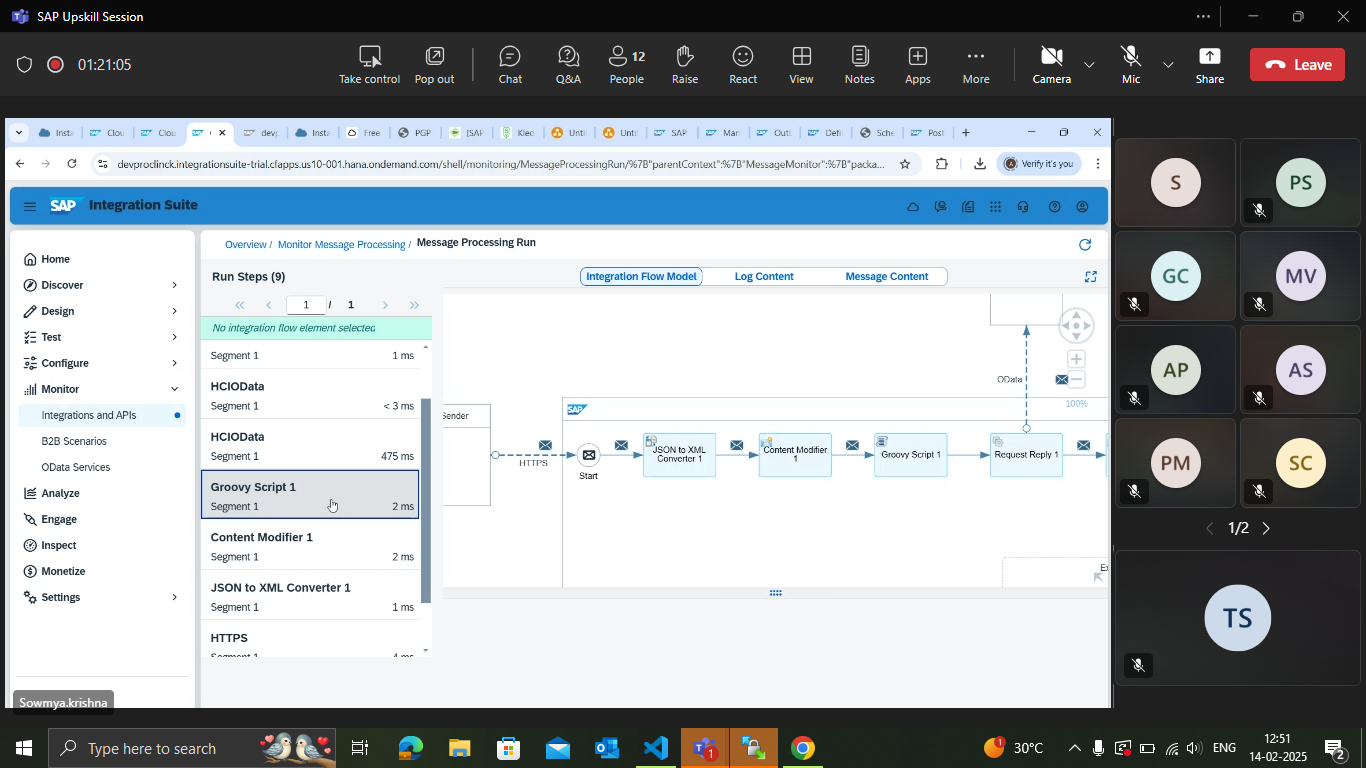 SAP Upskill Session
01:21:05
Take control
Pop out
Chat
Q&A
12
People
Raise
React
View
Notes
Apps
More
Camera
Mic
Share
Leave
Insta
Clou
Clou
Insta
Free
PGP
[SAP
Unti
Unti
SAP
Outl
Post
devproclinck.integrationsuite-trial.cfapps.us10-001.hana.ondemand.com/shell/monitoring/MessageProcessingRun/%7B"parentContext":%7B"MessageMonitor":%7B"packa...
Verify it's you
SAP Integration Suite
Home
Discover
Design
Test
Configure
Monitor
Integrations and APIs
B2B Scenarios
OData Services
Analyze
Engage
Inspect
Monetize
Settings
Overview / Monitor Message Processing / Message Processing Run
Run Steps (9)
1 / 1
No integration flow element selected
Segment 1 1 ms
HCIOData
Segment 1 < 3 ms
HCIOData
Segment 1 475 ms
Groovy Script 1
Segment 1 2 ms
Content Modifier 1
Segment 1 2 ms
JSON to XML Converter 1
Segment 1 1 ms
HTTPS
Segment 1 4 ms
Integration Flow Model
Log Content
Message Content
OData
100%
SAP
Sender
HTTPS
Start
JSON to XML
Converter 1
Content Modifier
1
Groovy Script 1
Request Reply 1
Ex
S
PS
GC
MV
AP
AS
PM
SC
1/2
TS
Sowmya.krishna
Type here to search
1
1
30°C
ENG
12:51
14-02-2025
2